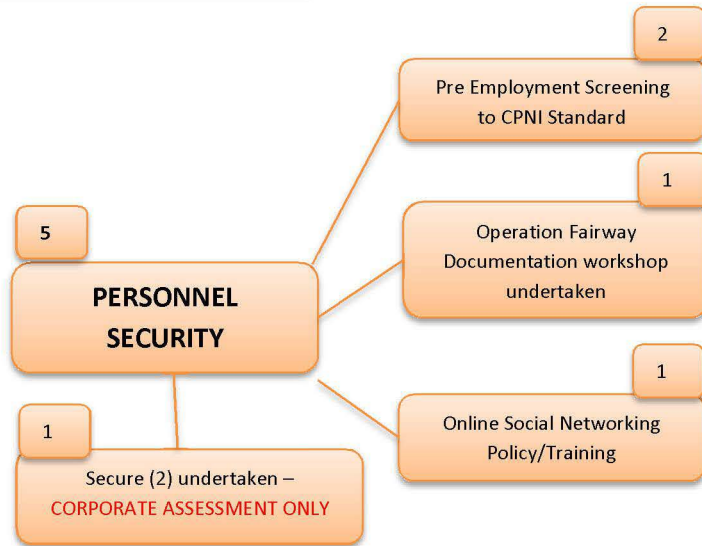 2
Pre Employment Screening
to CPNI Standard
1
Operation Fairway
Documentation workshop
undertaken
5
PERSONNEL
SECURITY
1
Online Social Networking
Policy/Training
1
Secure (2) undertaken –
CORPORATE ASSESSMENT ONLY